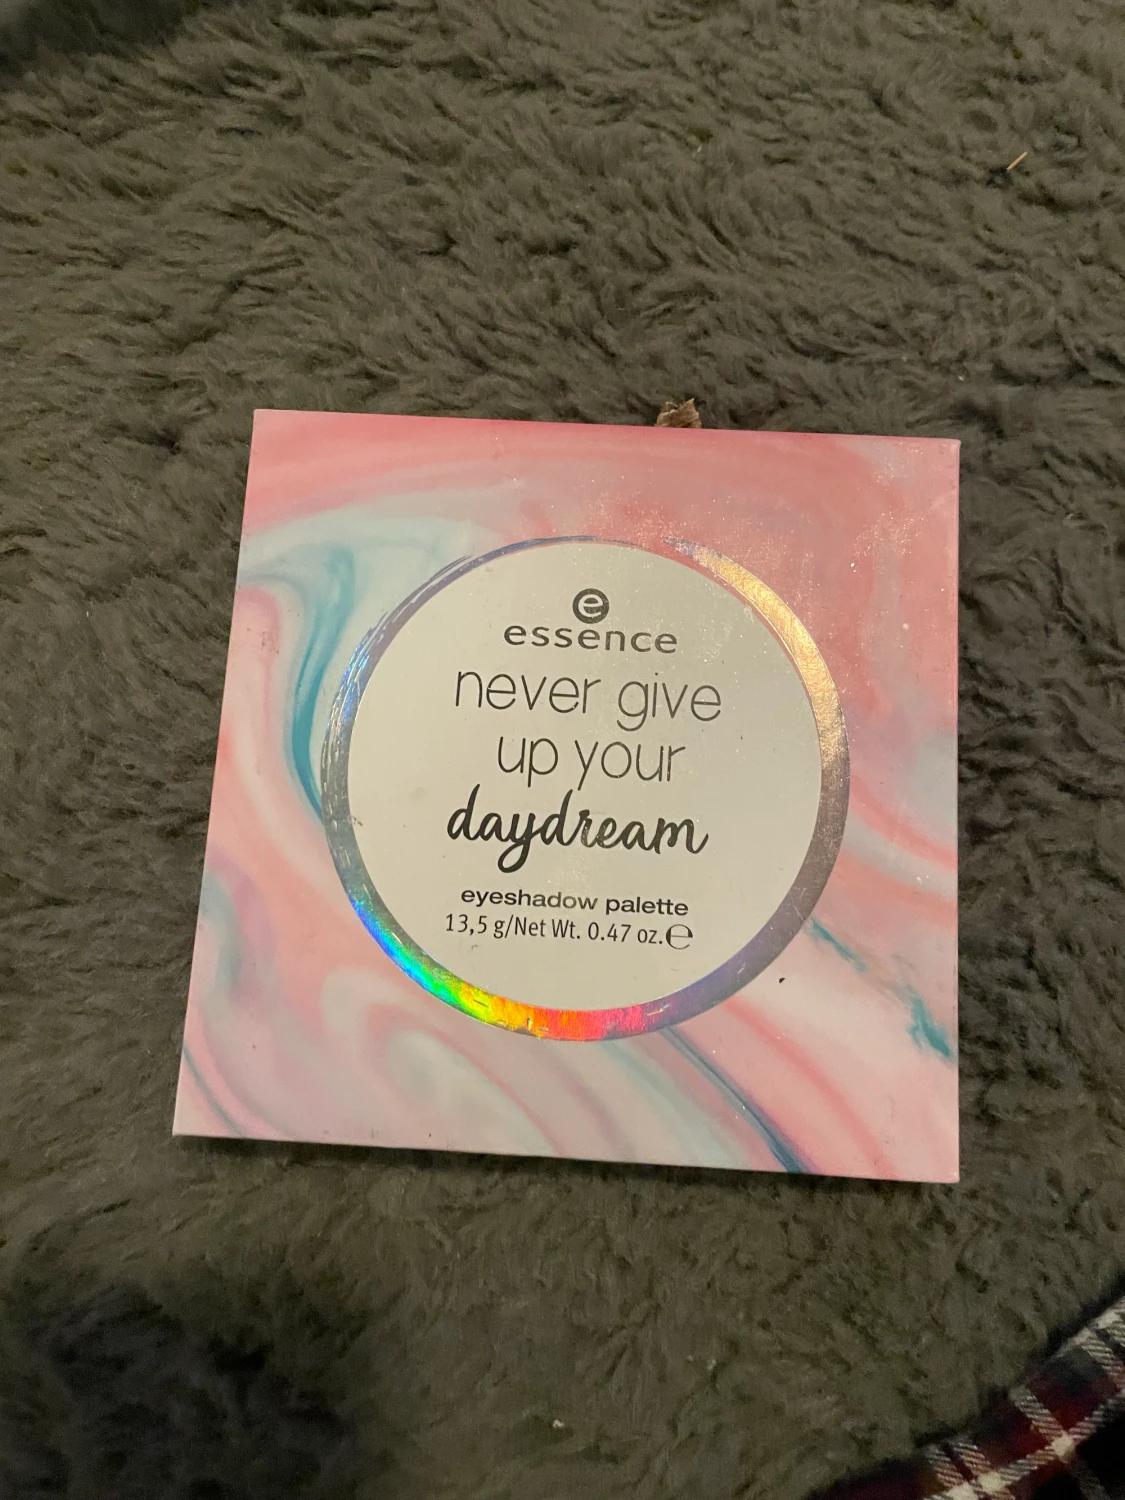 e
essence
never give
up your
daydream
eyeshadow palette
13,5 g/Net Wt. 0.47 oz.℮